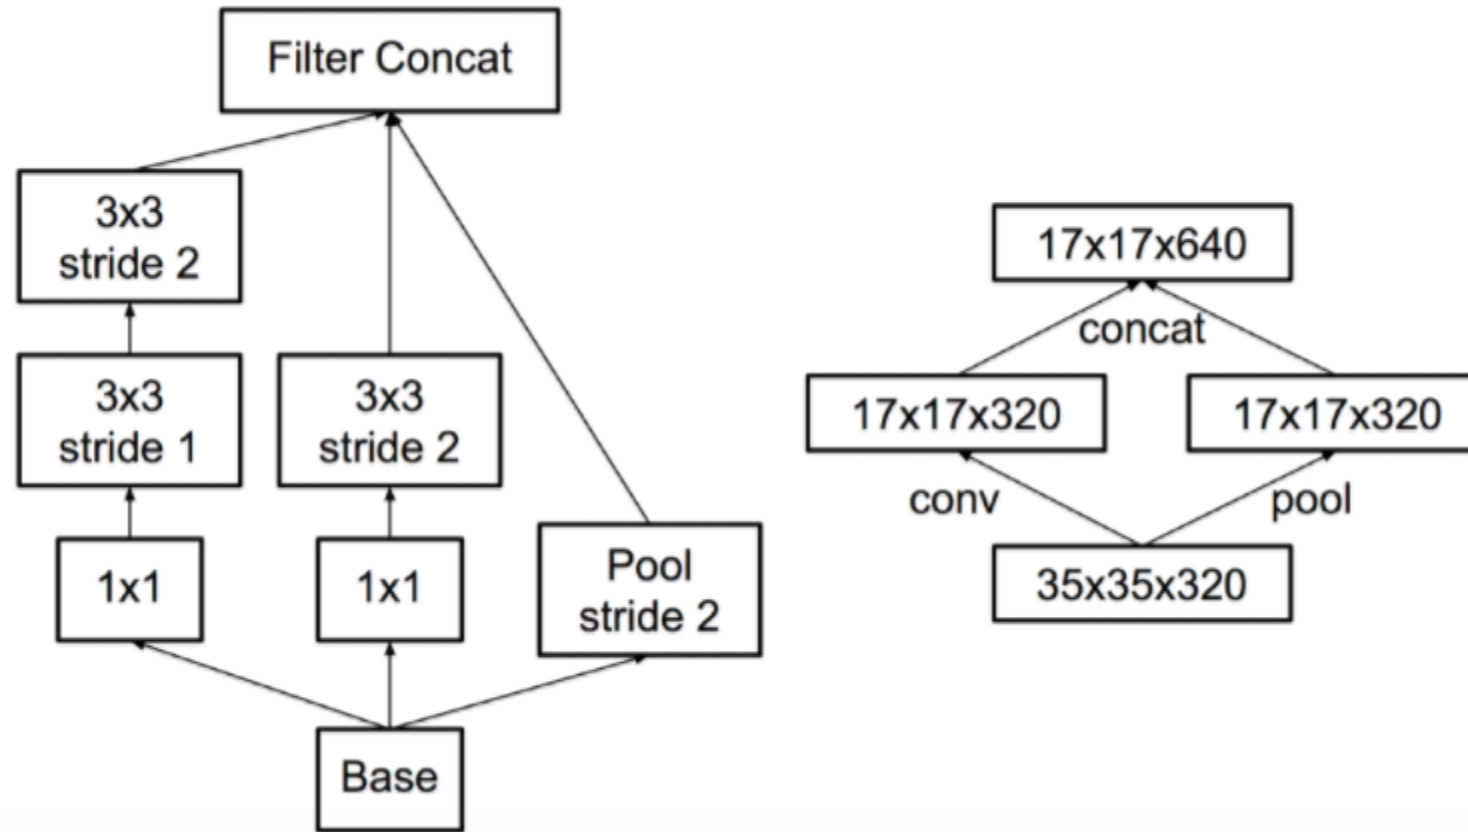 Filter Concat
3x3
stride 2
3x3
stride 1
3x3
stride 2
1x1
1x1
Pool
stride 2
Base
17x17x640
concat
17x17x320
17x17x320
conv
pool
35x35x320